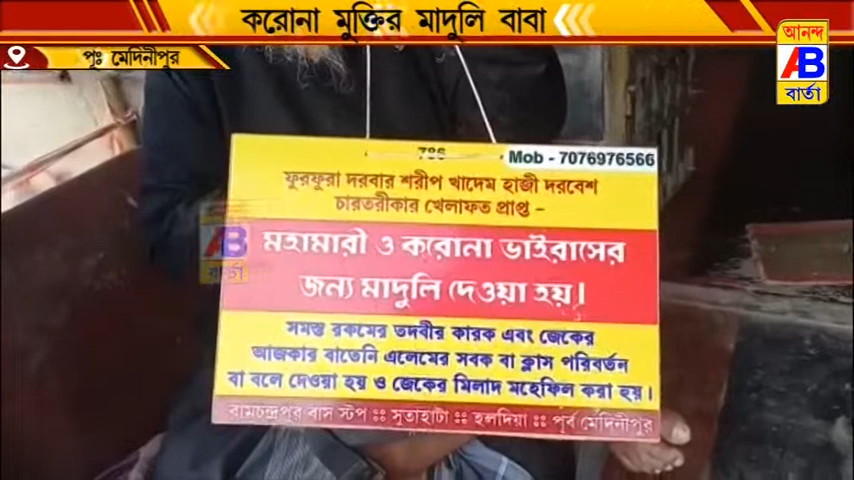 করোনা মুক্তির মাদুলি বাবা
পূঃ মেদিনীপুর
আনন্দ
AB
বার্তা
786
Mob - 7076976566
ফুরফুরা দরবার শরীপ খাদেম হাজী দরবেশ
চারতরীকার খেলাফত প্রাপ্ত -
মহামারী ও করোনা ভাইরাসের
জন্য মাদুলি দেওয়া হয়।
সমস্ত রকমের তদবীর কারক এবং জেকের
আজকার বাতেনি এলেমের সবক বা ক্লাস পরিবর্তন
বা বলে দেওয়া হয় ও জেকের মিলাদ মহেফিল করা হয়।
রামচন্দ্রপুর বাস স্টপ :: সুতাহাটা :: হলদিয়া :: পূর্ব মেদিনীপুর
AB
বার্তা